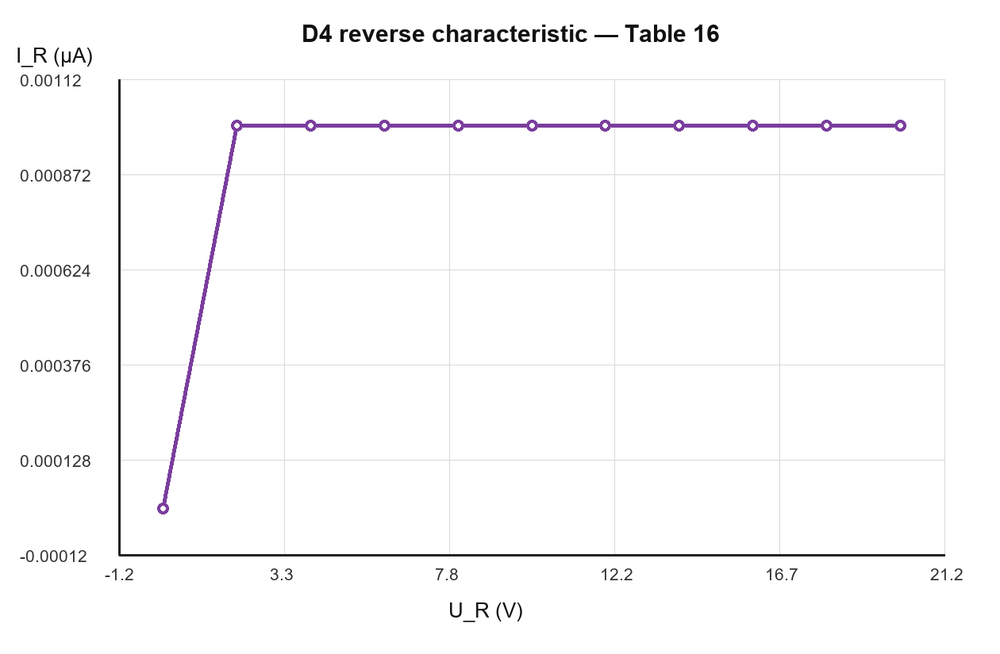 D4 reverse characteristic — Table 16
I_R (µA)
0.00112
0.000872
0.000624
0.000376
0.000128
-0.00012
-1.2 3.3 7.8 12.2 16.7 21.2
U_R (V)